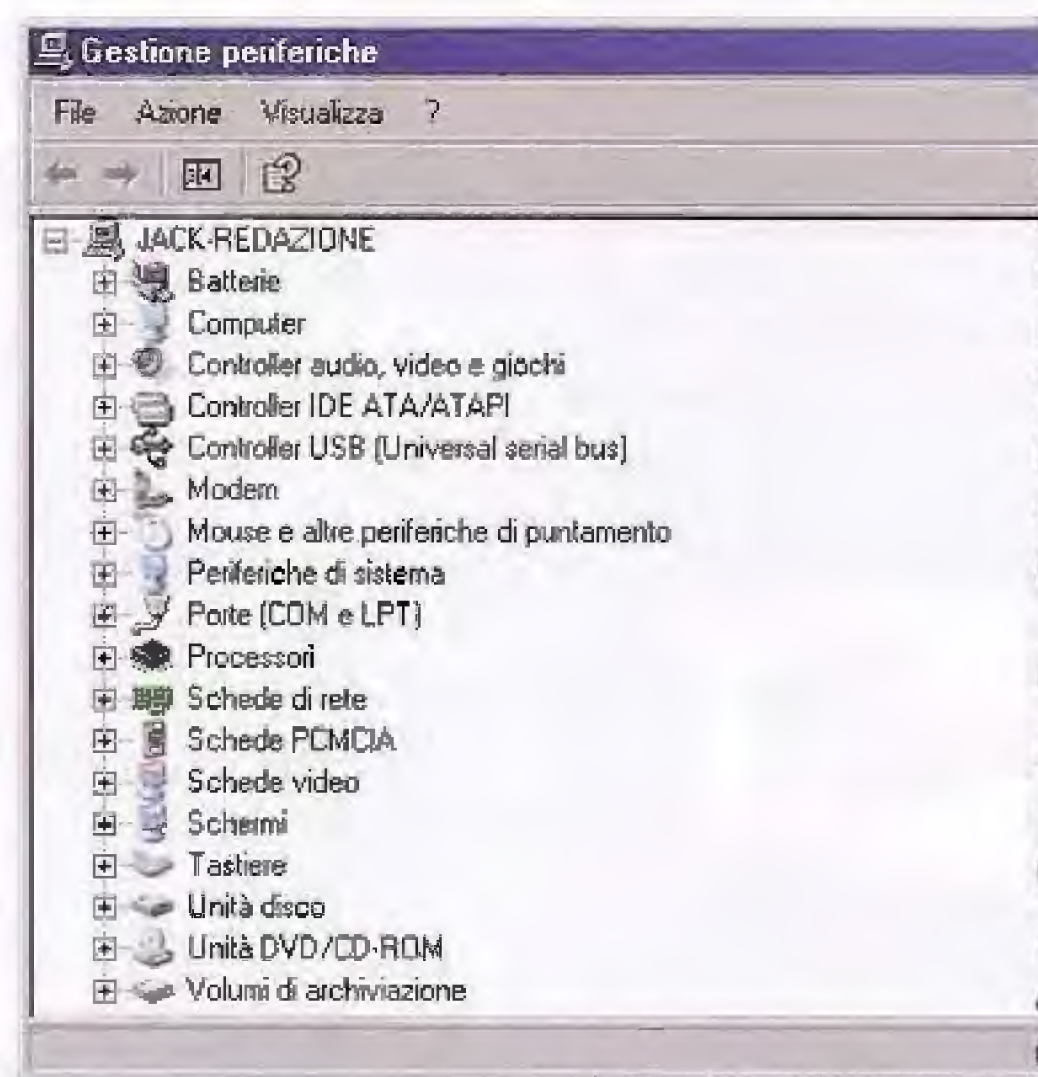 Gestione periferiche
File Azione Visualizza ?
JACK-REDAZIONE
Batterie
Computer
Controller audio, video e giochi
Controller IDE ATA/ATAPI
Controller USB (Universal serial bus)
Modem
Mouse e altre periferiche di puntamento
Periferiche di sistema
Porte (COM e LPT)
Processori
Schede di rete
Schede PCMCIA
Schede video
Schermi
Tastiere
Unità disco
Unità DVD/CD-ROM
Volumi di archiviazione